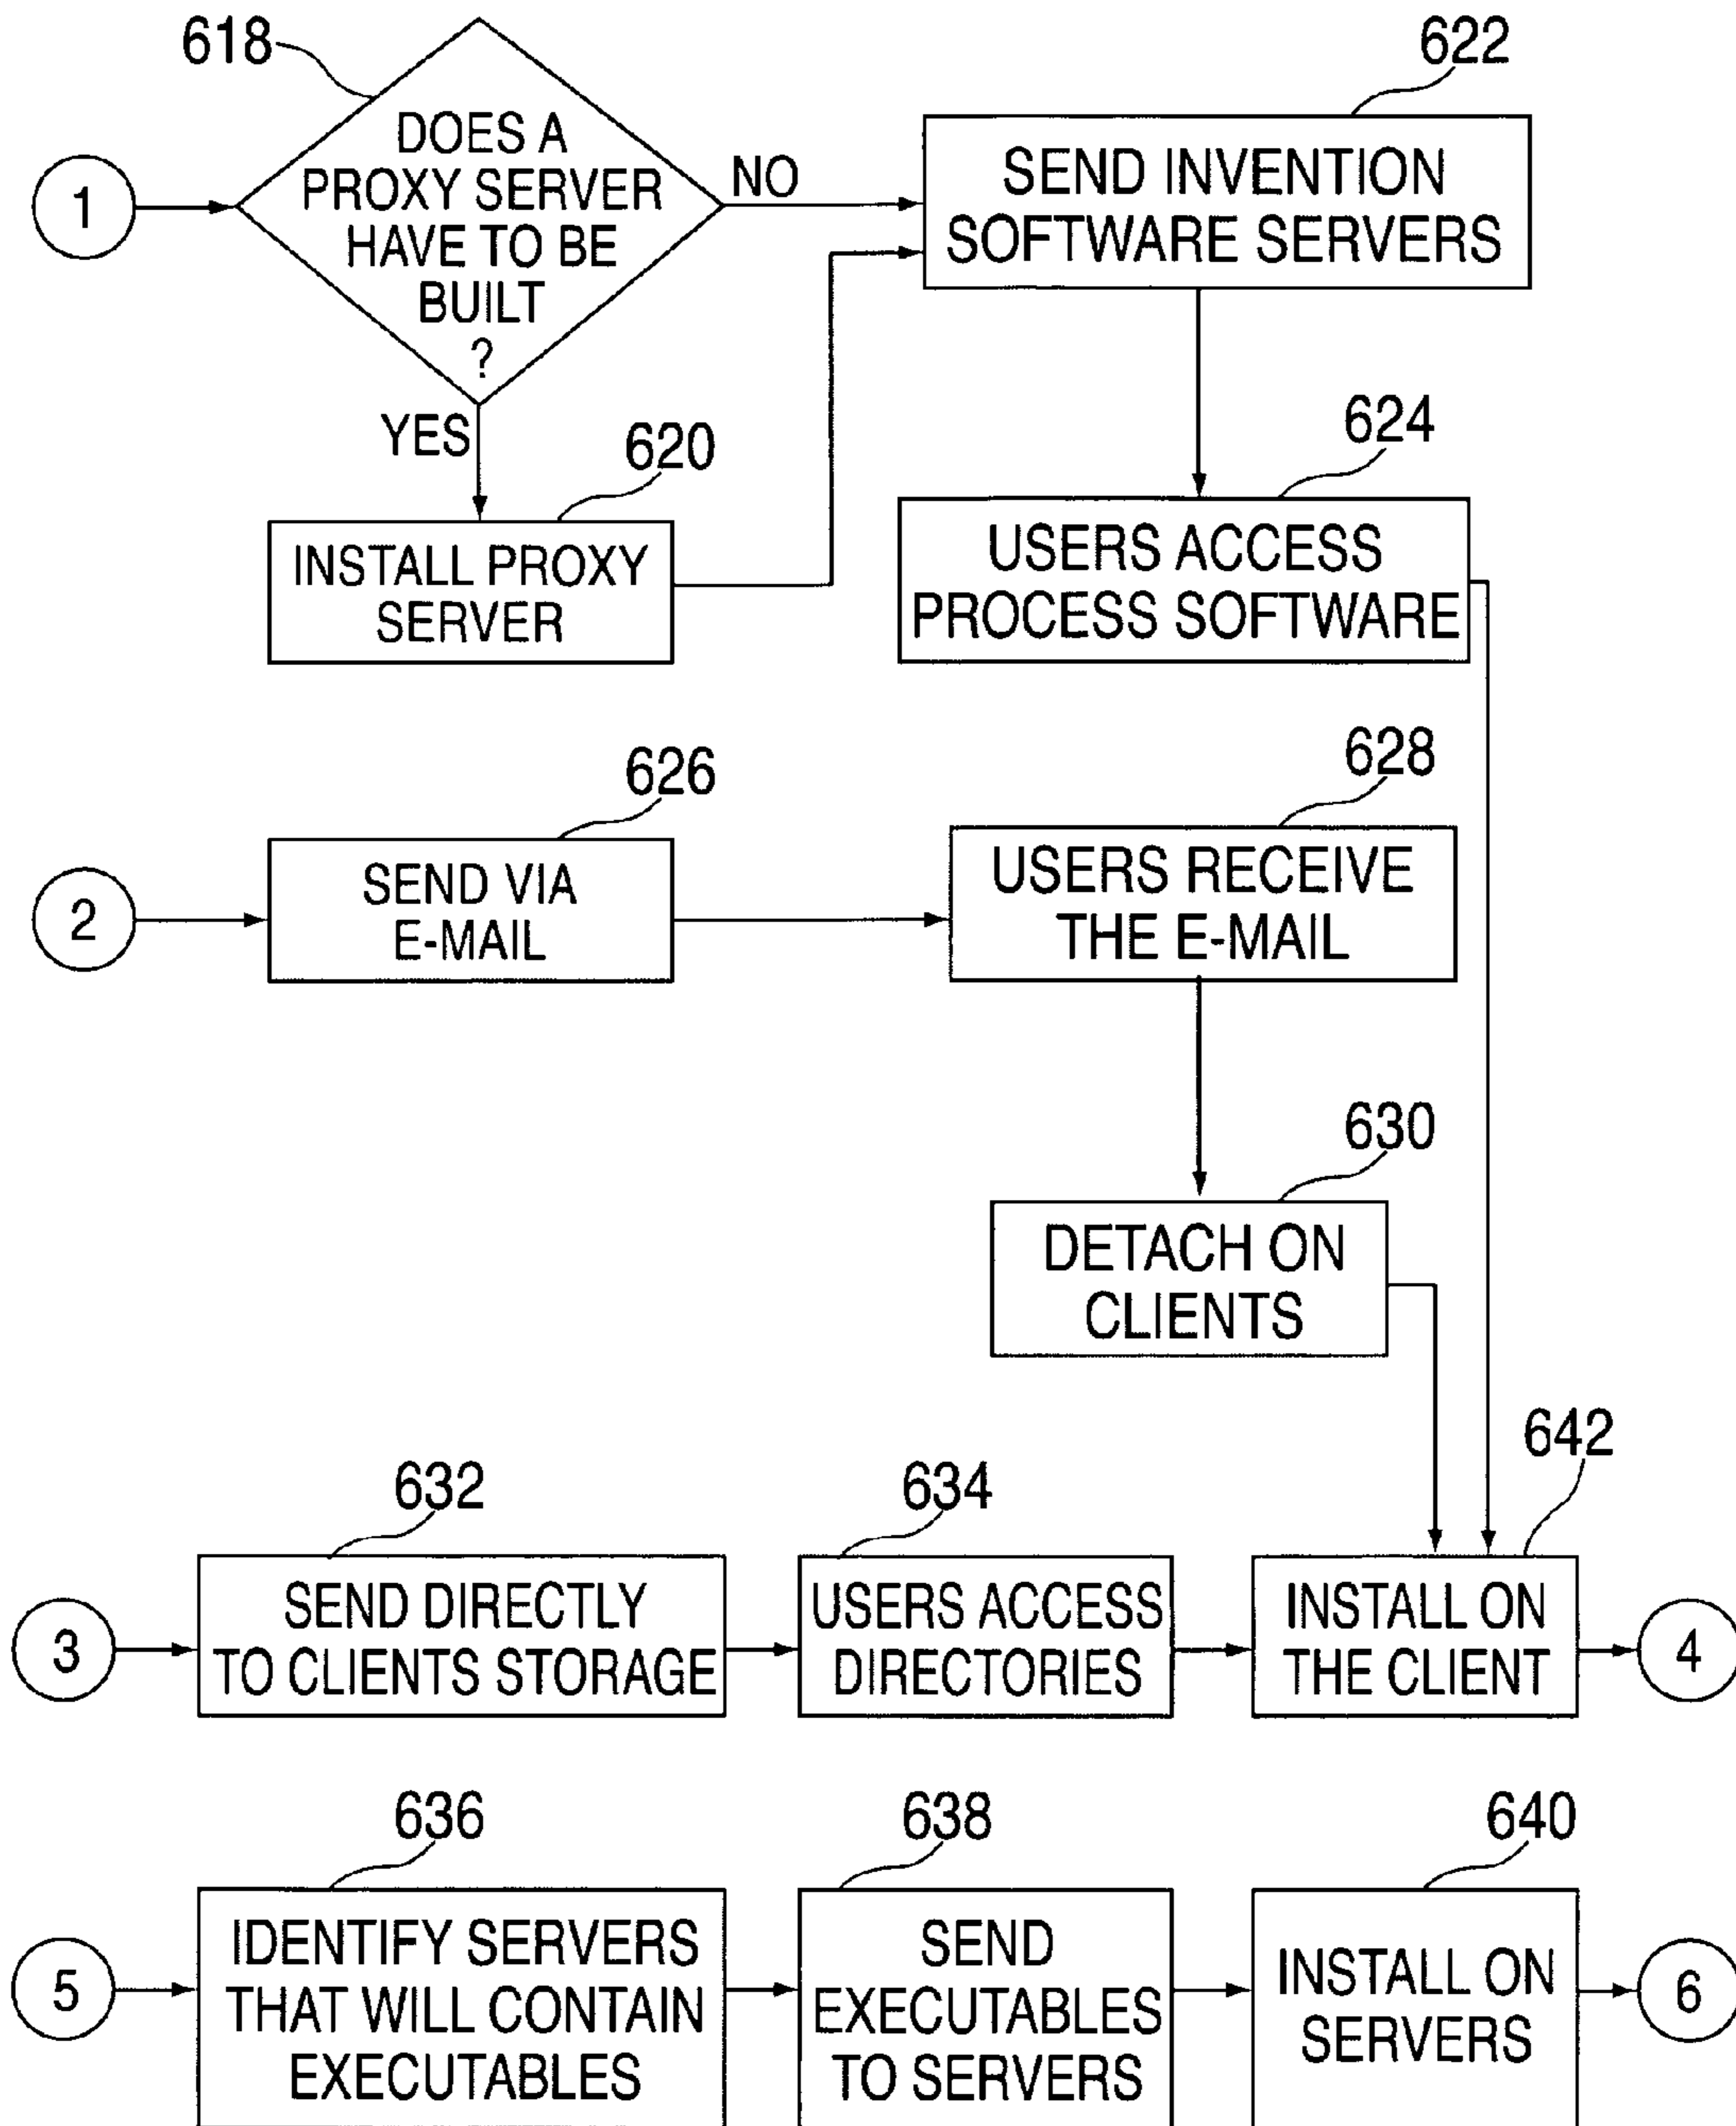 618
622
DOES A
PROXY SERVER
HAVE TO BE
BUILT
?
1
NO
SEND INVENTION
SOFTWARE SERVERS
YES
620
624
INSTALL PROXY
SERVER
USERS ACCESS
PROCESS SOFTWARE
626
628
2
SEND VIA
E-MAIL
USERS RECEIVE
THE E-MAIL
630
DETACH ON
CLIENTS
632
634
642
3
SEND DIRECTLY
TO CLIENTS STORAGE
USERS ACCESS
DIRECTORIES
INSTALL ON
THE CLIENT
4
636
638
640
5
IDENTIFY SERVERS
THAT WILL CONTAIN
EXECUTABLES
SEND
EXECUTABLES
TO SERVERS
INSTALL ON
SERVERS
6